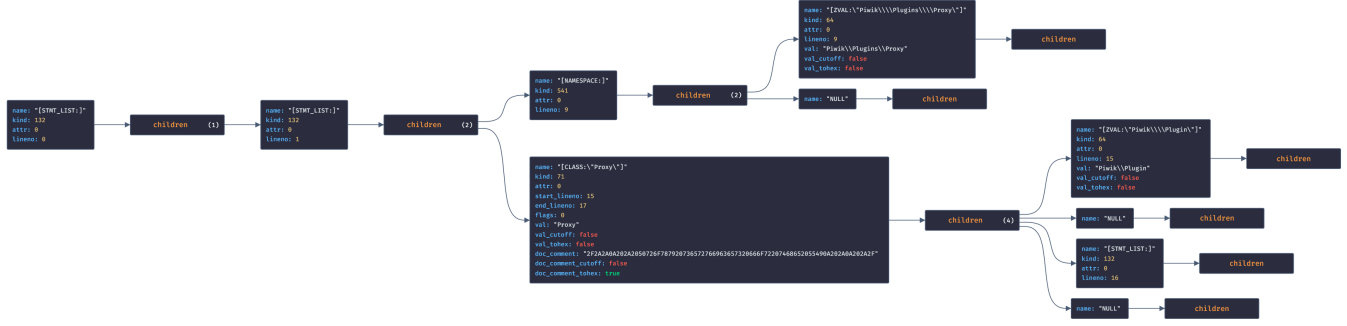 name: "[STMT_LIST:]"
kind: 132
attr: 0
lineno: 0
children (1)
name: "[STMT_LIST:]"
kind: 132
attr: 0
lineno: 1
children (2)
name: "[NAMESPACE:]"
kind: 541
attr: 0
lineno: 9
children (2)
name: "[ZVAL:\"Piwik\\\\Plugins\\\\Proxy\"]"
kind: 64
attr: 0
lineno: 9
val: "Piwik\\Plugins\\Proxy"
val_cutoff: false
val_tohex: false
children
name: "NULL"
children
name: "[CLASS:\"Proxy\"]"
kind: 71
attr: 0
start_lineno: 15
end_lineno: 17
flags: 0
val: "Proxy"
val_cutoff: false
val_tohex: false
doc_comment: "2F2A2A0A202A2050726F787920736572766963657320666F72207468652055490A202A0A202A2F"
doc_comment_cutoff: false
doc_comment_tohex: true
children (4)
name: "[ZVAL:\"Piwik\\\\Plugin\"]"
kind: 64
attr: 0
lineno: 15
val: "Piwik\\Plugin"
val_cutoff: false
val_tohex: false
children
name: "NULL"
children
name: "[STMT_LIST:]"
kind: 132
attr: 0
lineno: 16
children
name: "NULL"
children